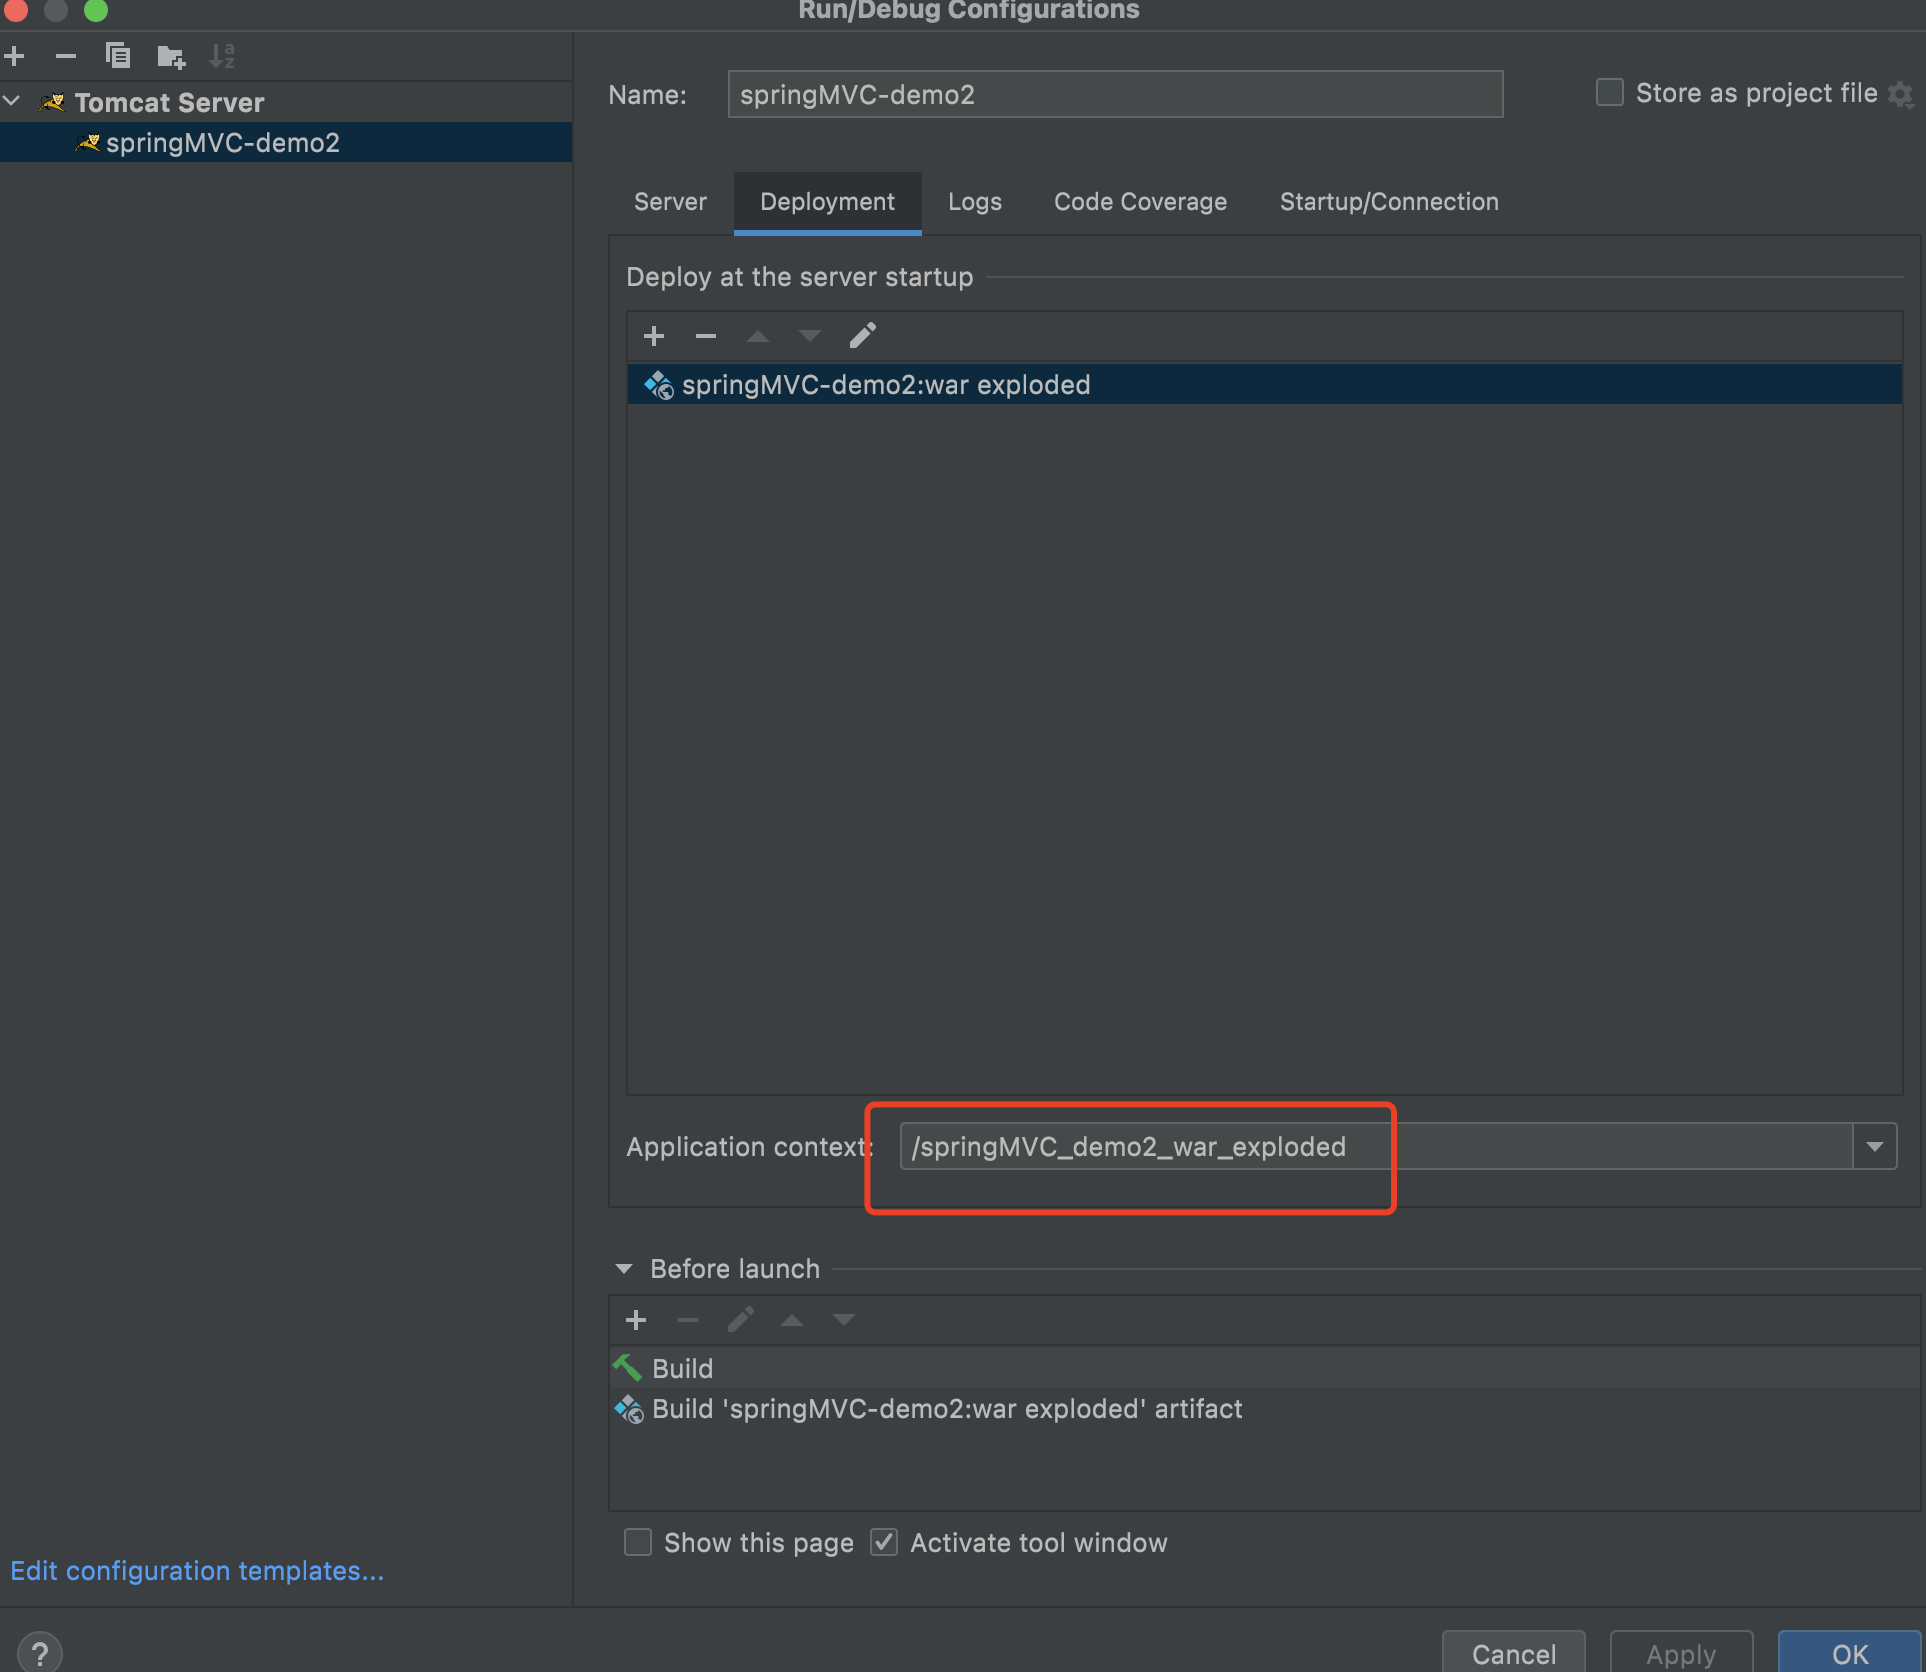 Run/Debug Configurations
Tomcat Server
springMVC-demo2
Name: springMVC-demo2
Store as project file
Server Deployment Logs Code Coverage Startup/Connection
Deploy at the server startup
springMVC-demo2:war exploded
Application context: /springMVC_demo2_war_exploded
Before launch
Build
Build 'springMVC-demo2:war exploded' artifact
Show this page Activate tool window
Edit configuration templates...
? Cancel Apply OK